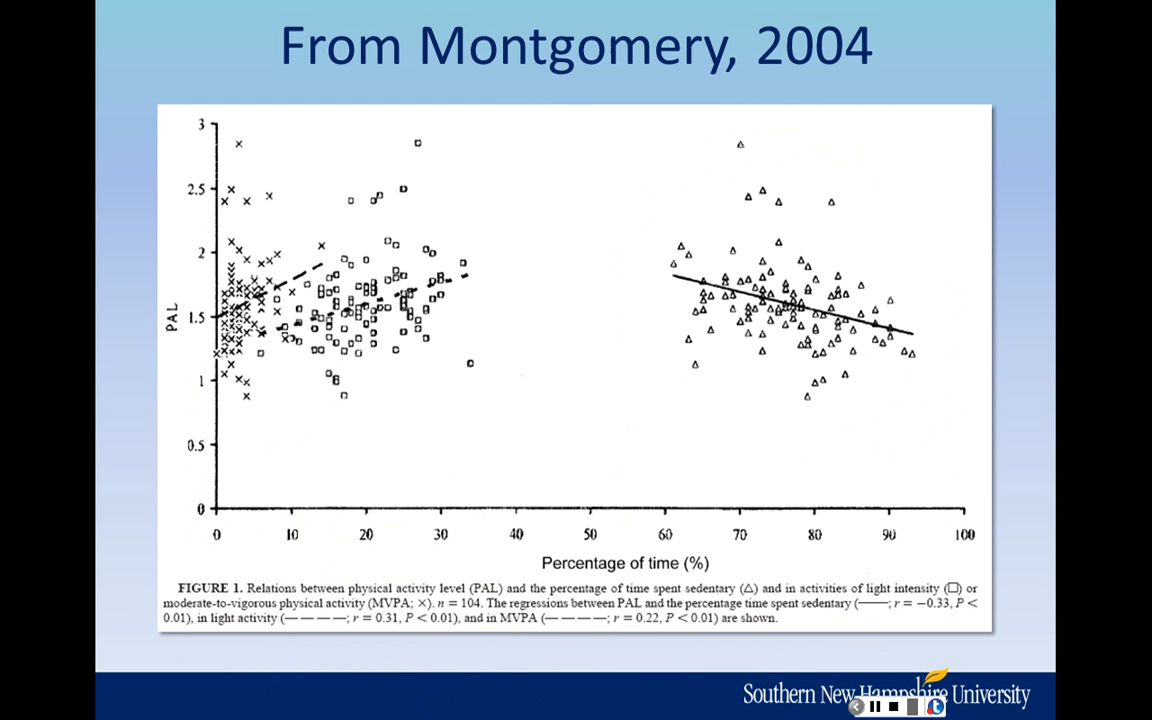 From Montgomery, 2004
3
2.5
2
1.5
1
0.5
0
PAL
0 10 20 30 40 50 60 70 80 90 100
Percentage of time (%)
FIGURE 1. Relations between physical activity level (PAL) and the percentage of time spent sedentary (△) and in activities of light intensity (□) or
moderate-to-vigorous physical activity (MVPA; ×). n = 104. The regressions between PAL and the percentage time spent sedentary (——; r = −0.33, P <
0.01), in light activity (— — — —; r = 0.31, P < 0.01), and in MVPA (— — — —; r = 0.22, P < 0.01) are shown.
Southern New Hampshire University